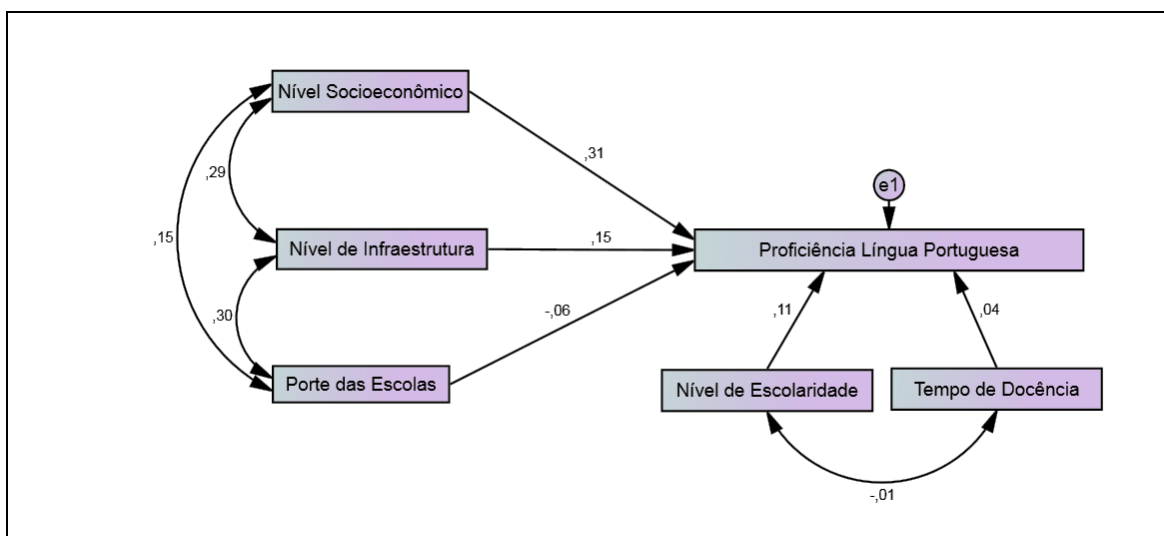 Nível Socioeconômico
,31
,29
e1
,15
Nível de Infraestrutura
,15
Proficiência Língua Portuguesa
,30
-,06
,11
,04
Porte das Escolas
Nível de Escolaridade
Tempo de Docência
-,01